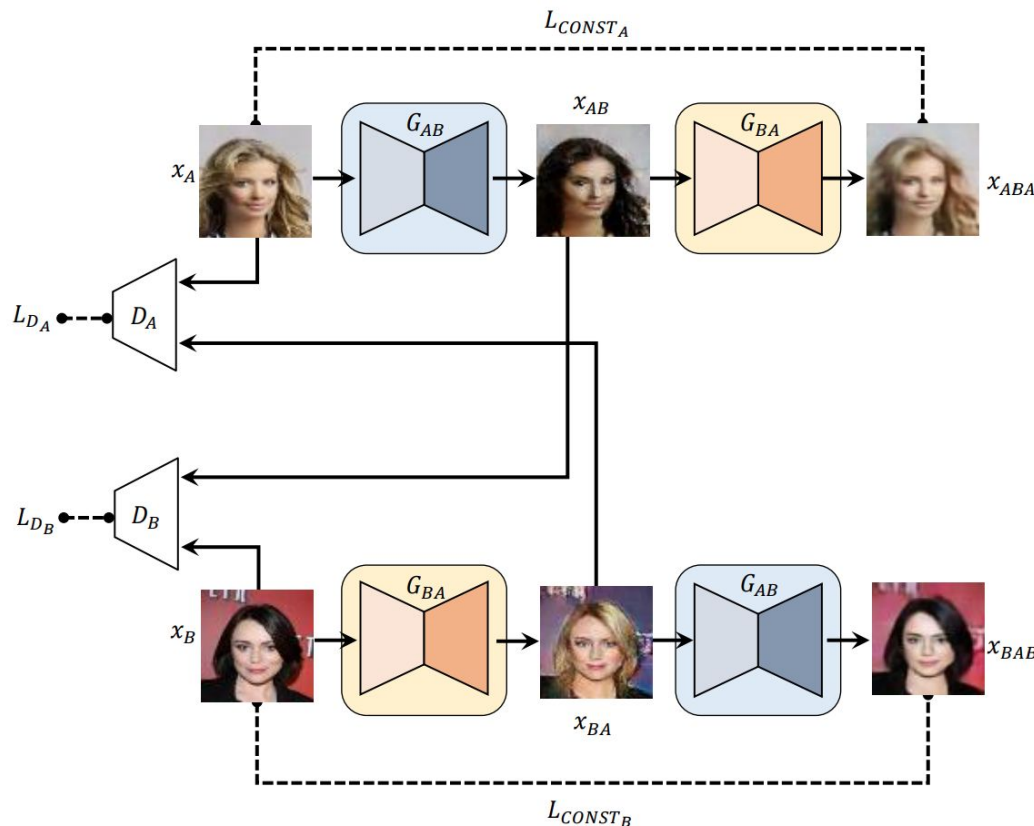 L_{CONST_A}
x_A
G_{AB}
x_{AB}
G_{BA}
x_{ABA}
L_{D_A}
D_A
L_{D_B}
D_B
x_B
G_{BA}
x_{BA}
G_{AB}
x_{BAB}
L_{CONST_B}